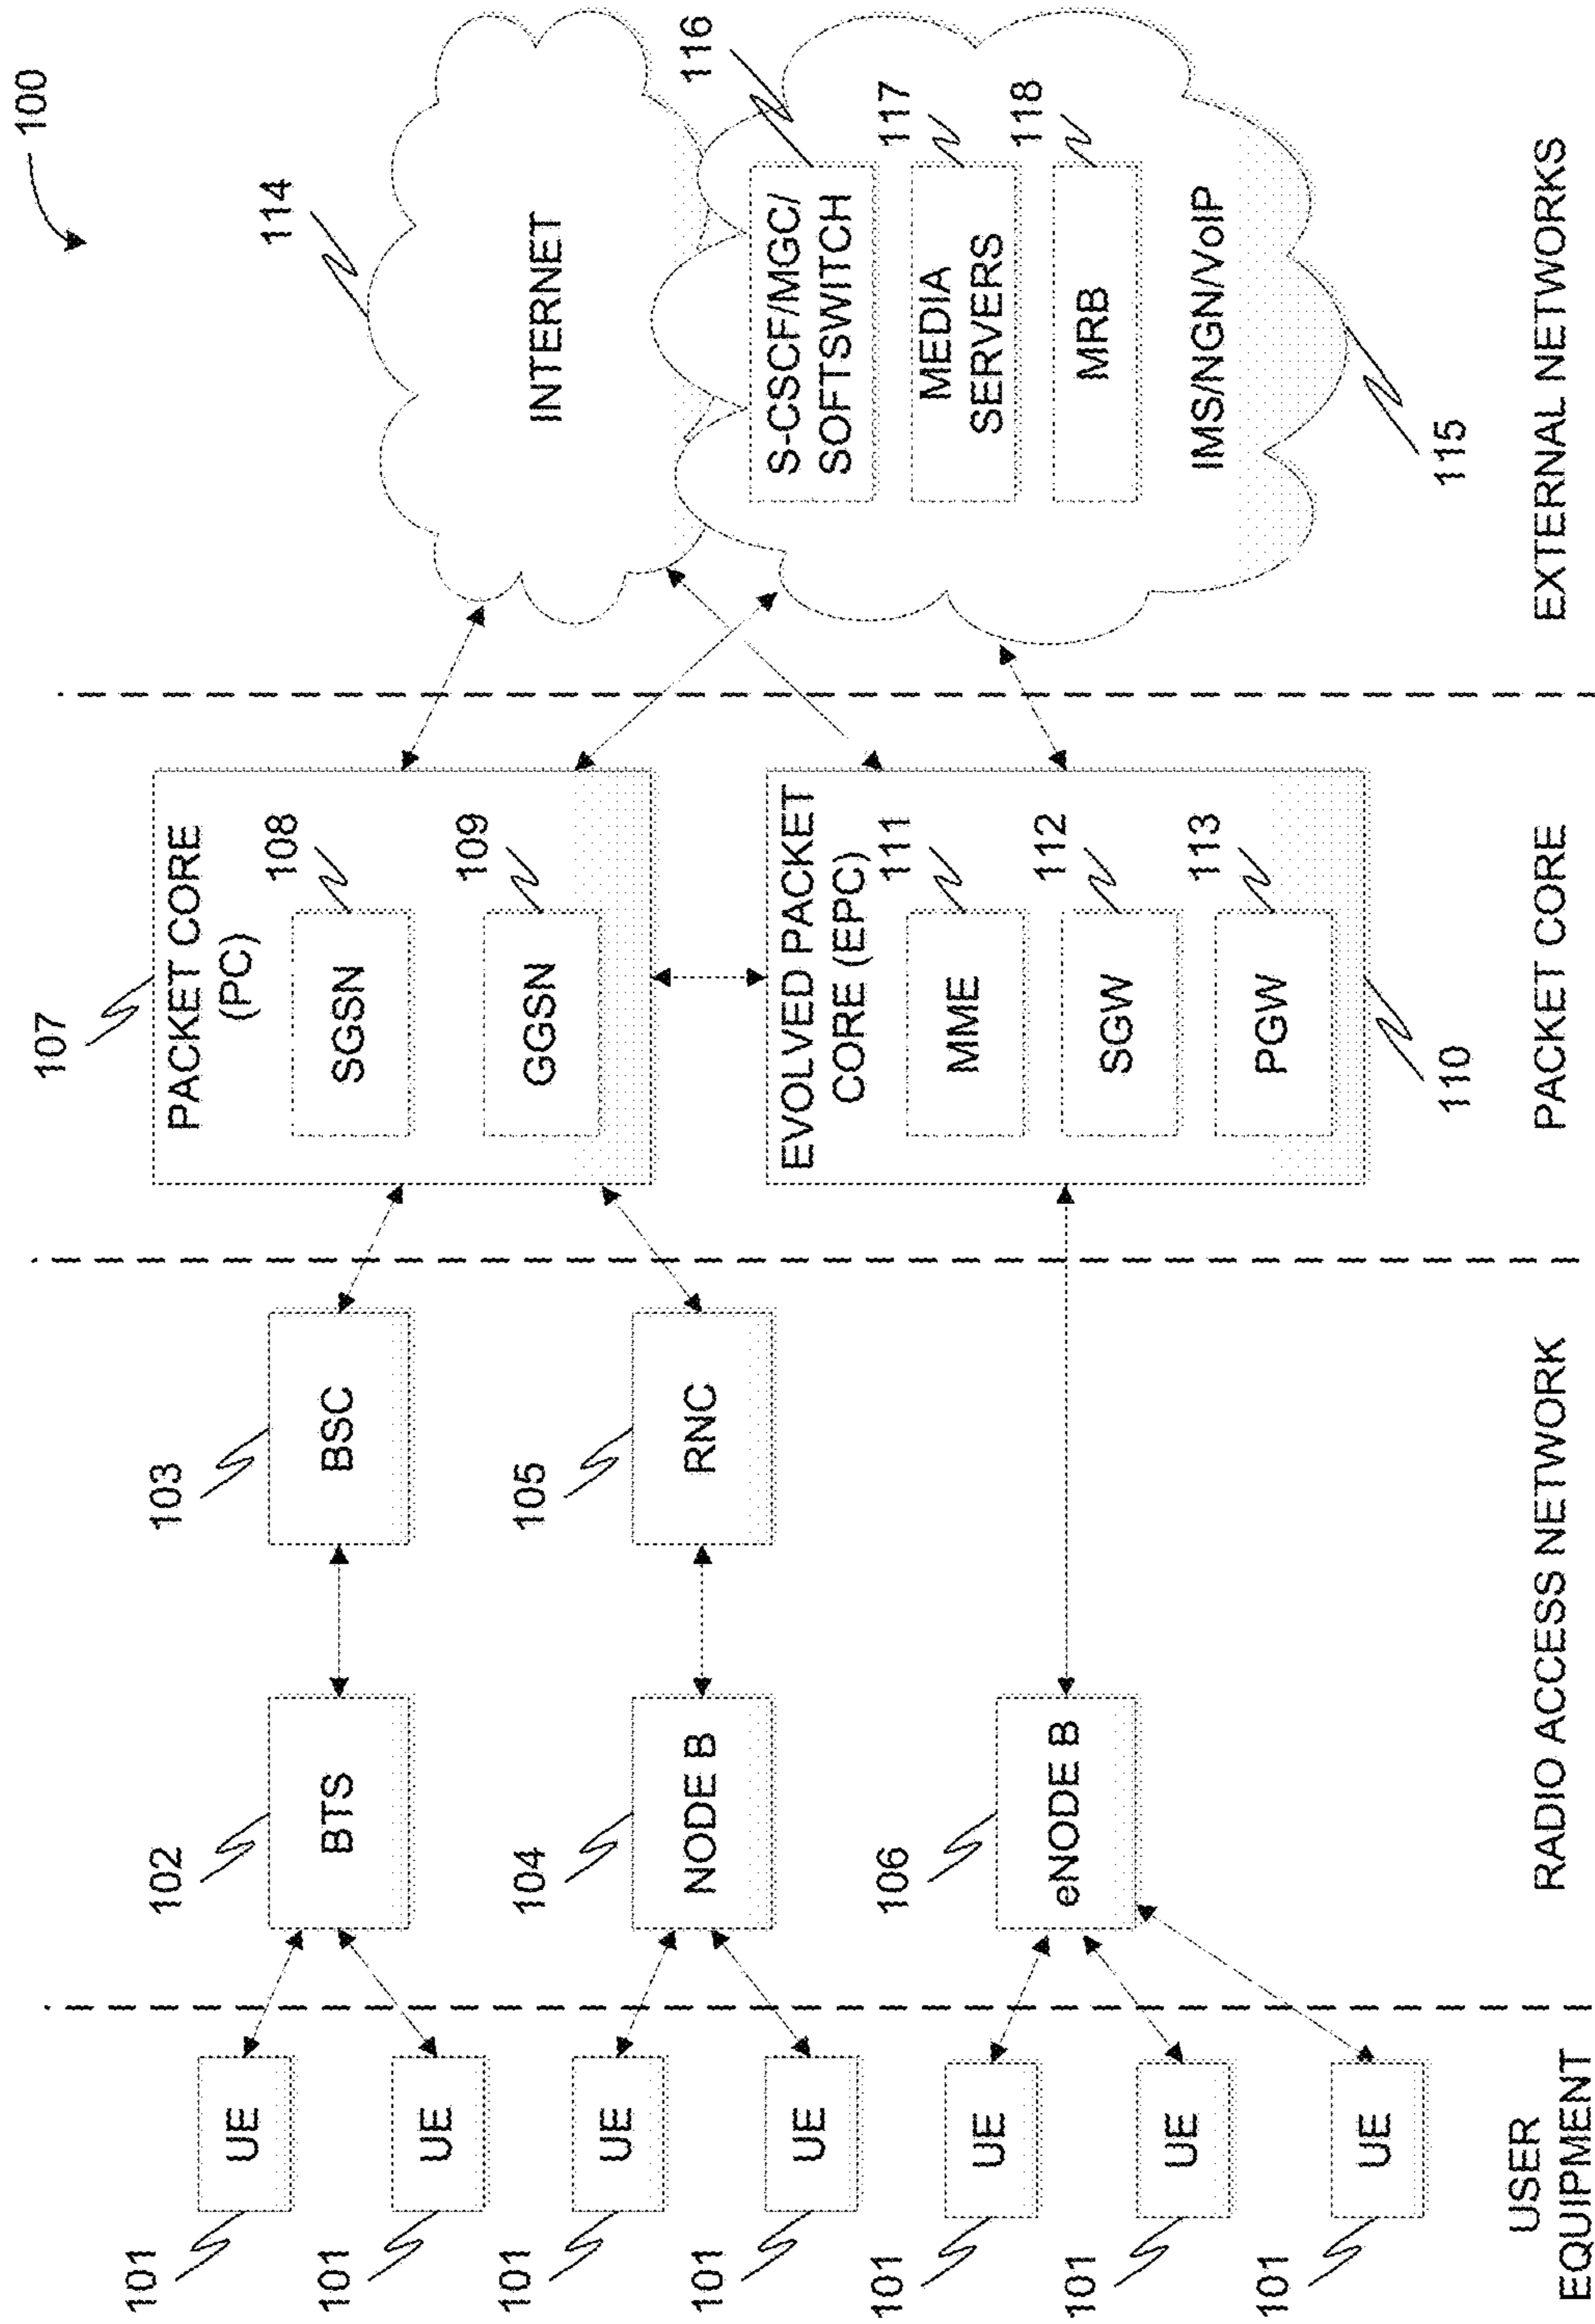 100
114
INTERNET
116
S-CSCF/MGC/
SOFTSWITCH
117
MEDIA
SERVERS
118
MRB
IMS/NGN/VoIP
115
EXTERNAL NETWORKS
107
PACKET CORE
(PC)
108
SGSN
109
GGSN
EVOLVED PACKET
CORE (EPC)
111
MME
112
SGW
113
PGW
110
PACKET CORE
103
BSC
105
RNC
102
BTS
104
NODE B
106
eNODE B
RADIO ACCESS NETWORK
101
UE
101
UE
101
UE
101
UE
101
UE
101
UE
101
UE
USER
EQUIPMENT